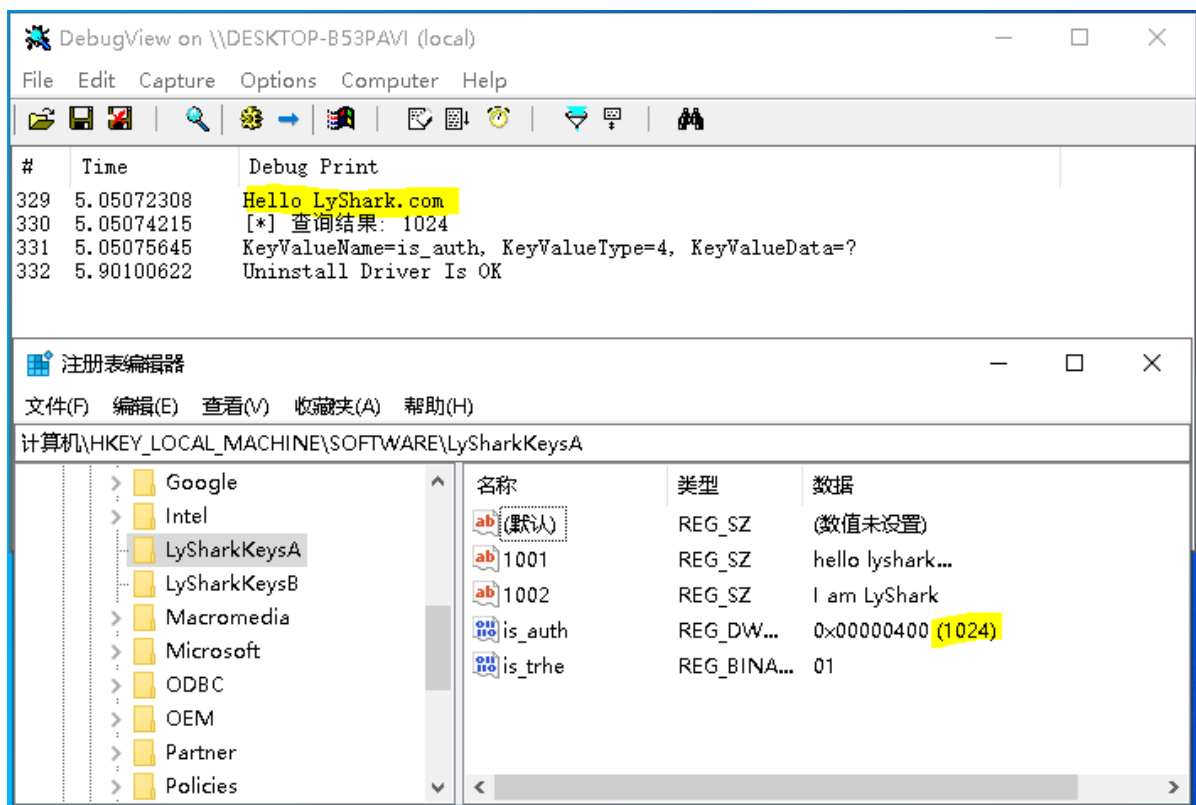 DebugView on \\DESKTOP-B53PAVI (local)
File Edit Capture Options Computer Help
# Time Debug Print
329 5.05072308 Hello LyShark.com
330 5.05074215 [*] 查询结果: 1024
331 5.05075645 KeyValueName=is_auth, KeyValueType=4, KeyValueData=?
332 5.90100622 Uninstall Driver Is OK
注册表编辑器
文件(F) 编辑(E) 查看(V) 收藏夹(A) 帮助(H)
计算机\HKEY_LOCAL_MACHINE\SOFTWARE\LySharkKeysA
Google
Intel
LySharkKeysA
LySharkKeysB
Macromedia
Microsoft
ODBC
OEM
Partner
Policies
名称 类型 数据
(默认) REG_SZ (数值未设置)
1001 REG_SZ hello lyshark...
1002 REG_SZ I am LyShark
is_auth REG_DW... 0x00000400 (1024)
is_trhe REG_BINA... 01